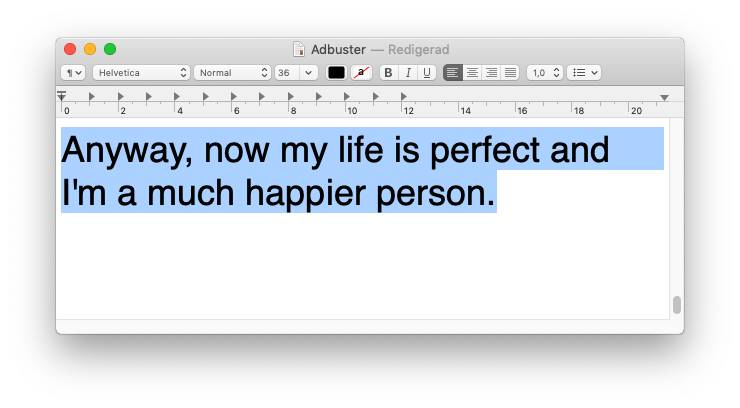 Adbuster — Redigerad
¶ Helvetica Normal 36 a B I U 1,0
0 2 4 6 8 10 12 14 16 18 20
Anyway, now my life is perfect and
I'm a much happier person.